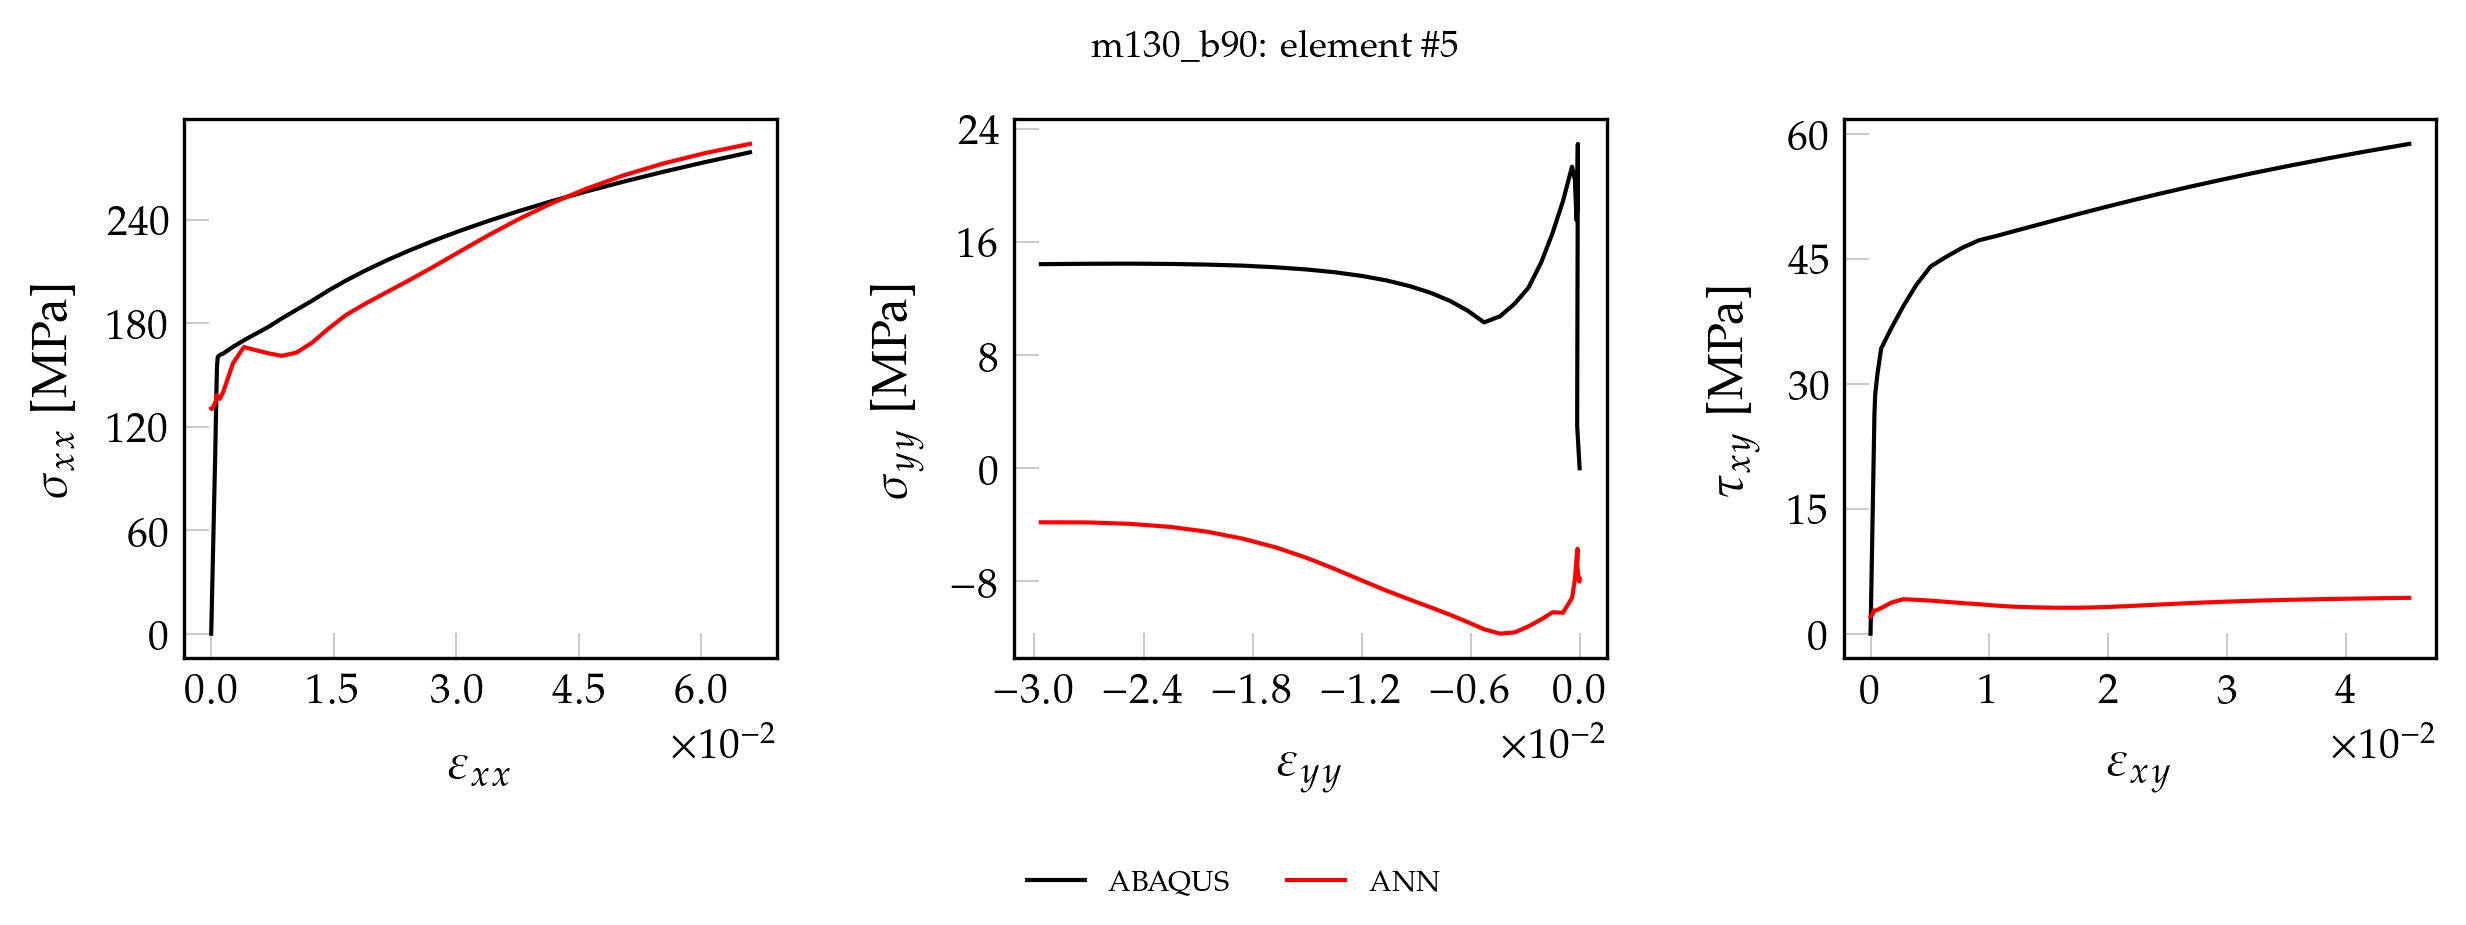 m130_b90: element #5
σxx [MPa]
240
180
120
60
0
0.0 1.5 3.0 4.5 6.0
×10−2
εxx
σyy [MPa]
24
16
8
0
−8
−3.0 −2.4 −1.8 −1.2 −0.6 0.0
×10−2
εyy
τxy [MPa]
60
45
30
15
0
0 1 2 3 4
×10−2
εxy
ABAQUS ANN